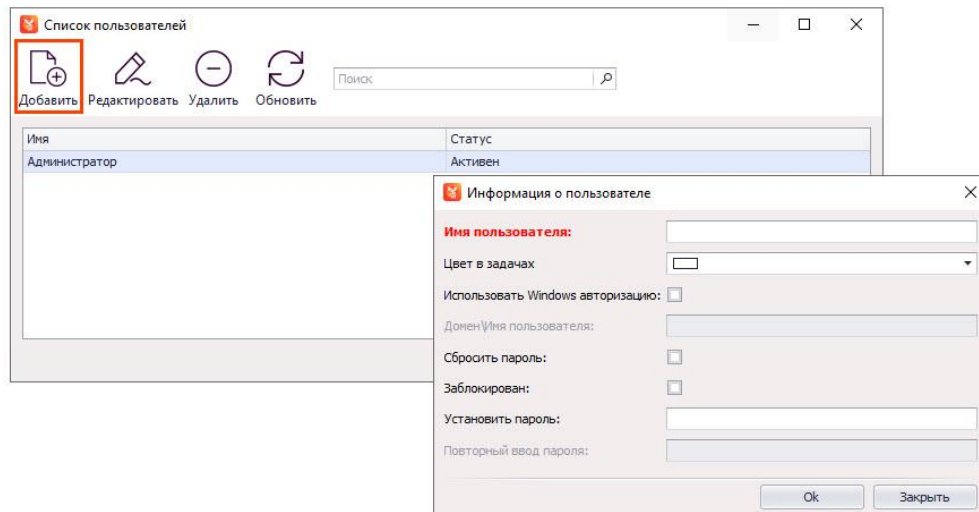 Список пользователей
Добавить Редактировать Удалить Обновить Поиск
Имя Статус
Администратор Активен
Информация о пользователе
Имя пользователя:
Цвет в задачах
Использовать Windows авторизацию:
Домен\Имя пользователя:
Сбросить пароль:
Заблокирован:
Установить пароль:
Повторный ввод пароля:
Ok Закрыть